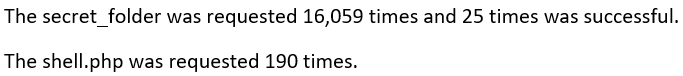 The secret_folder was requested 16,059 times and 25 times was successful.
The shell.php was requested 190 times.